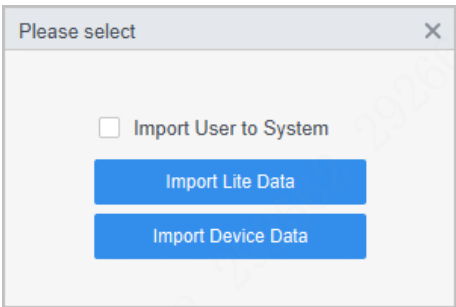 Please select
Import User to System
Import Lite Data
Import Device Data